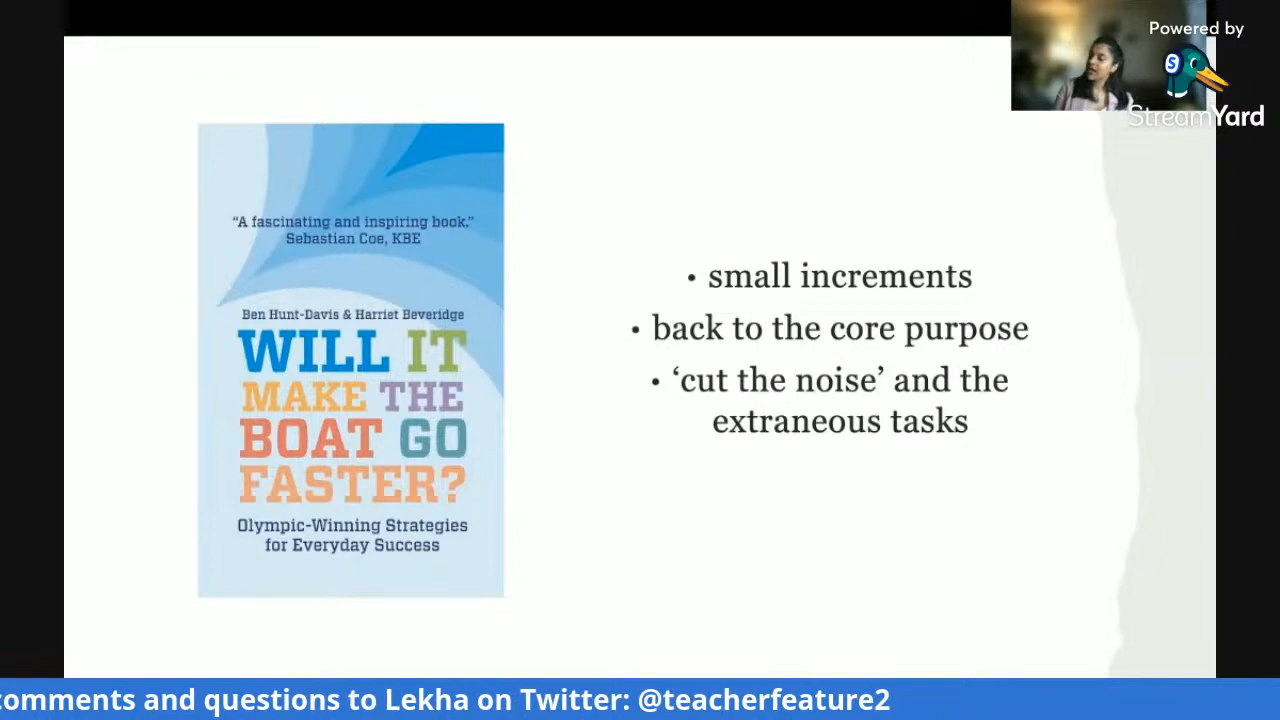 Powered by
StreamYard
“A fascinating and inspiring book.”
Sebastian Coe, KBE
Ben Hunt-Davis & Harriet Beveridge
WILL IT
MAKE THE
BOAT GO
FASTER?
Olympic-Winning Strategies
for Everyday Success
• small increments
• back to the core purpose
• ‘cut the noise’ and the
extraneous tasks
comments and questions to Lekha on Twitter: @teacherfeature2